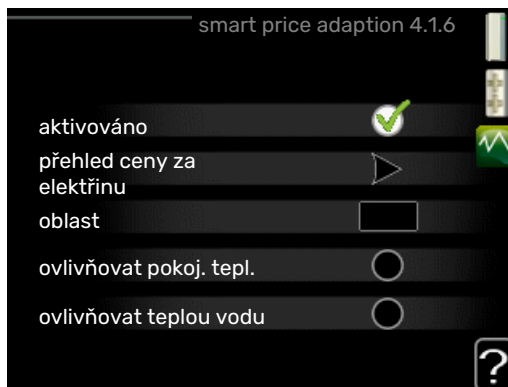 smart price adaption 4.1.6
aktivováno
přehled ceny za
elektřinu
oblast
ovlivňovat pokoj. tepl.
ovlivňovat teplou vodu
?